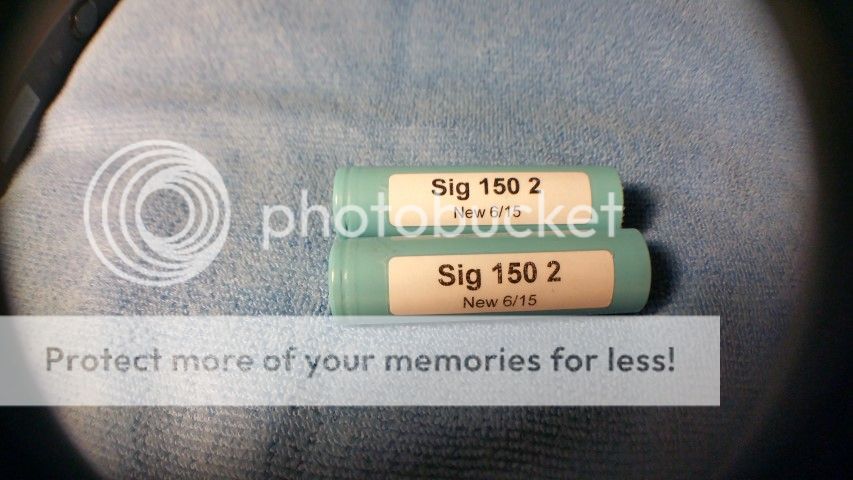 Sig 150 2
New 6/15
photobucket
Sig 150 2
New 6/15
Protect more of your memories for less!